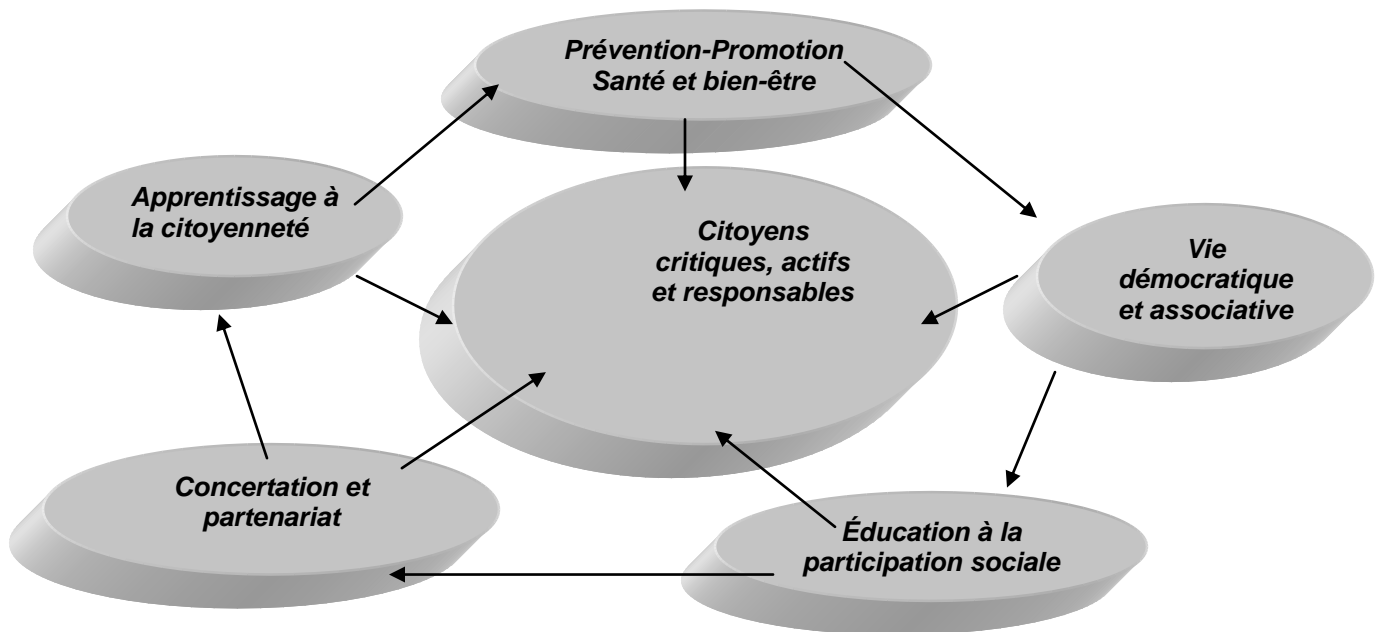 Prévention-Promotion
Santé et bien-être
Apprentissage à
la citoyenneté
Citoyens
critiques, actifs
et responsables
Vie
démocratique
et associative
Concertation et
partenariat
Éducation à la
participation sociale